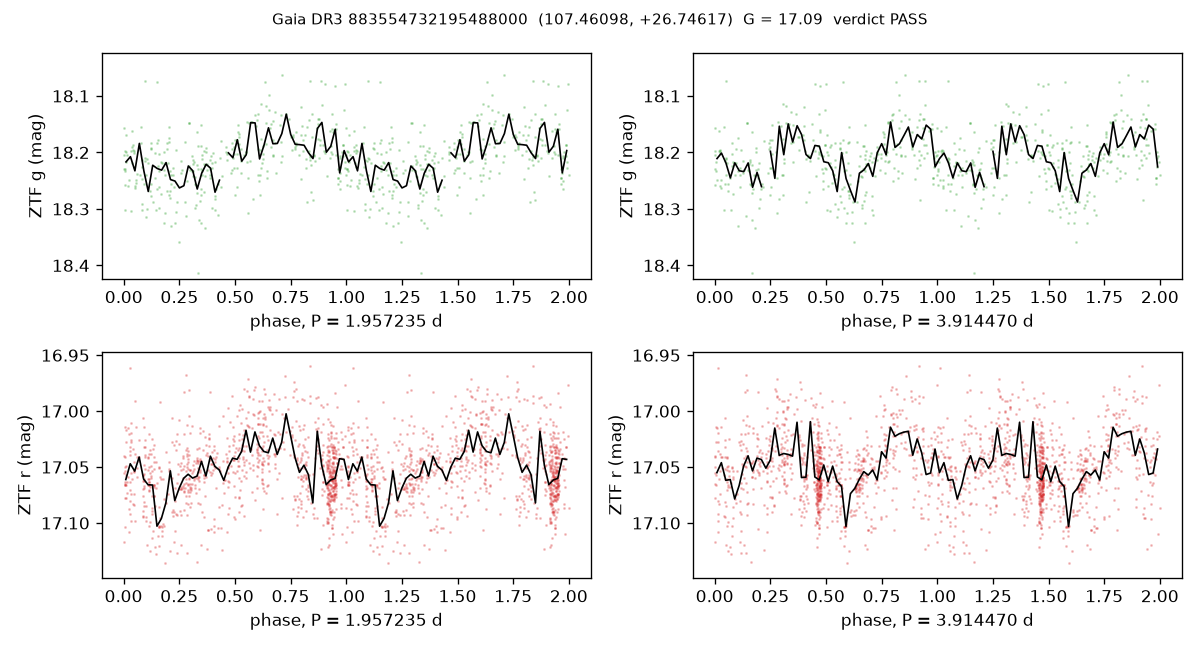 Gaia DR3 883554732195488000  (107.46098, +26.74617)  G = 17.09  verdict PASS
ZTF g (mag)
18.1
18.2
18.3
18.4
0.00 0.25 0.50 0.75 1.00 1.25 1.50 1.75 2.00
phase, P = 1.957235 d
ZTF g (mag)
18.1
18.2
18.3
18.4
0.00 0.25 0.50 0.75 1.00 1.25 1.50 1.75 2.00
phase, P = 3.914470 d
ZTF r (mag)
16.95
17.00
17.05
17.10
0.00 0.25 0.50 0.75 1.00 1.25 1.50 1.75 2.00
phase, P = 1.957235 d
ZTF r (mag)
16.95
17.00
17.05
17.10
0.00 0.25 0.50 0.75 1.00 1.25 1.50 1.75 2.00
phase, P = 3.914470 d